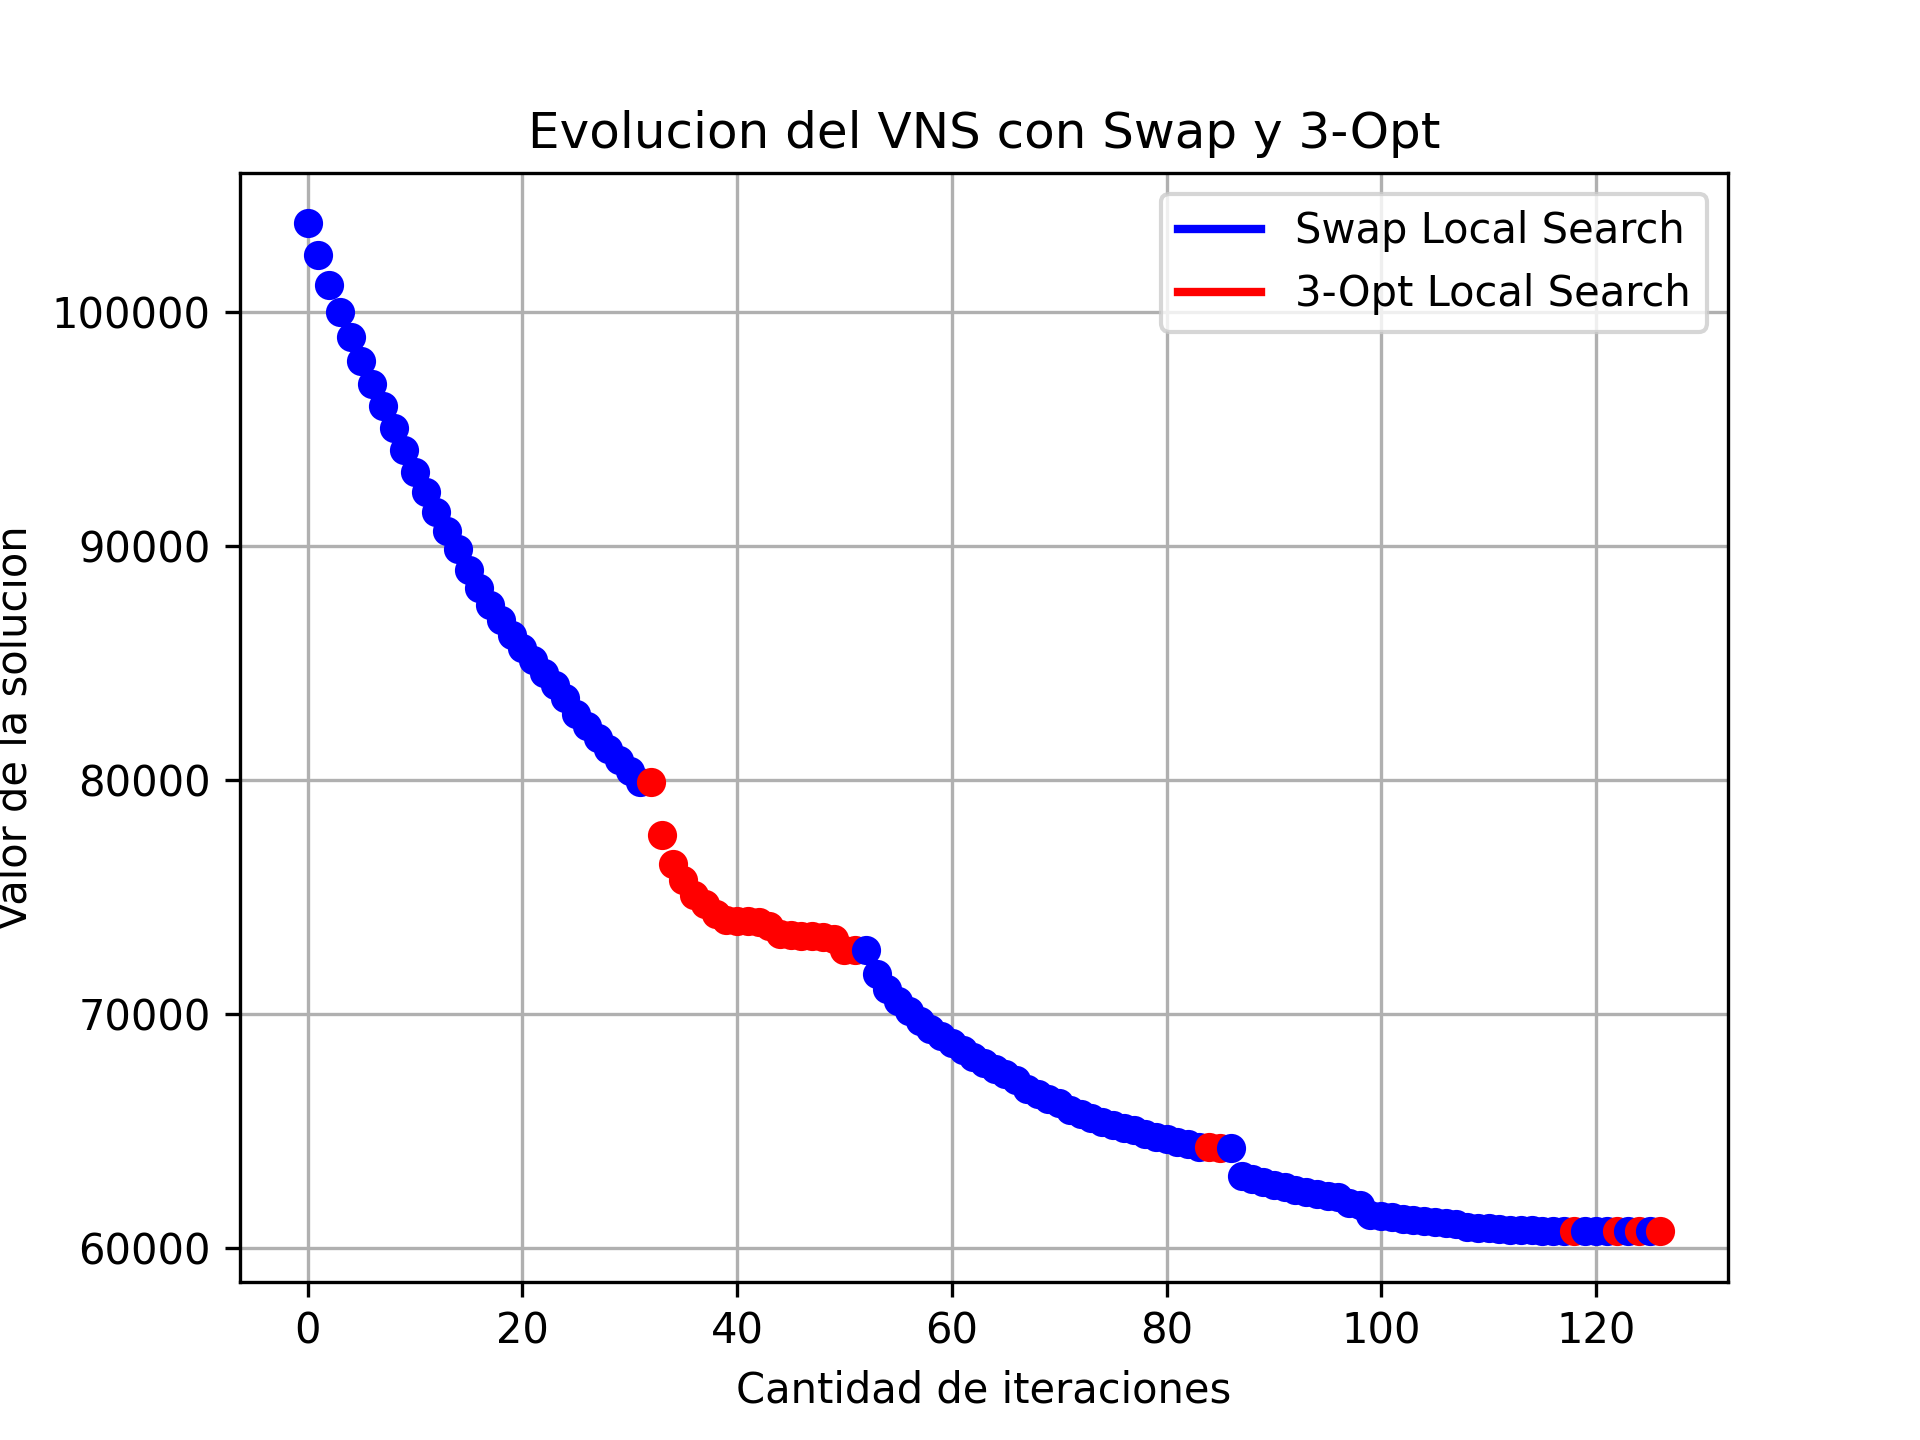 Evolucion del VNS con Swap y 3-Opt
Swap Local Search
3-Opt Local Search
Valor de la solucion
100000
90000
80000
70000
60000
0 20 40 60 80 100 120
Cantidad de iteraciones